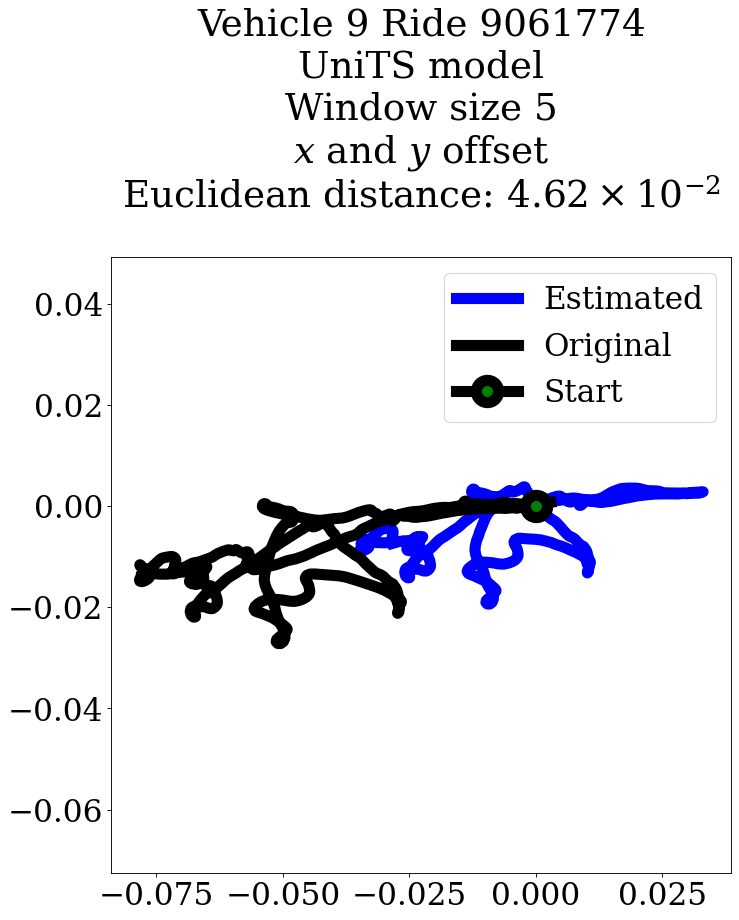 Vehicle 9 Ride 9061774
UniTS model
Window size 5
x and y offset
Euclidean distance: 4.62 × 10⁻²
Estimated
Original
Start
0.04
0.02
0.00
−0.02
−0.04
−0.06
−0.075 −0.050 −0.025 0.000 0.025